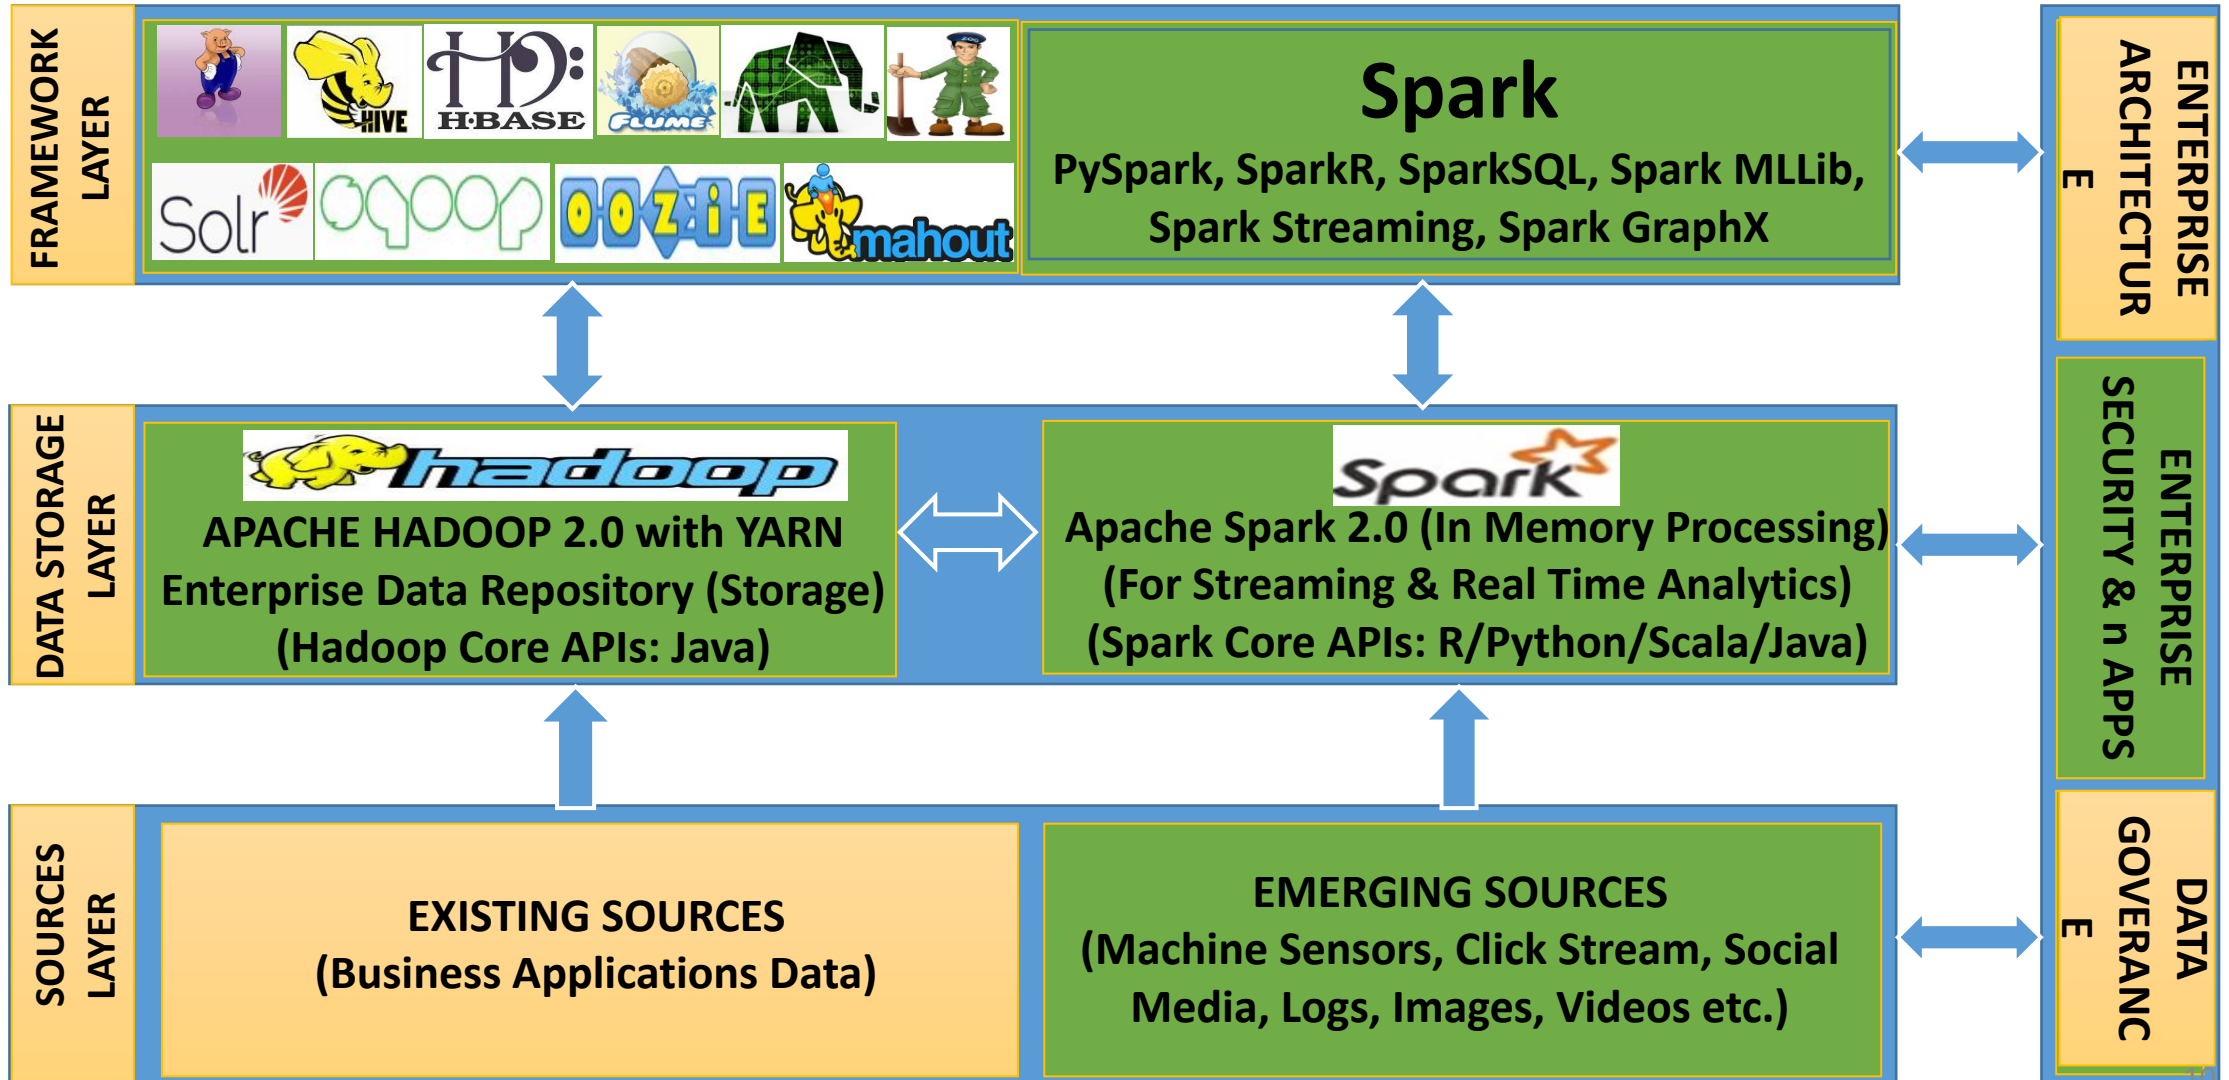 FRAMEWORK
LAYER
HIVE
H·BASE
FLUME
ZOO
Solr
sqoop
OOZIE
mahout
Spark
PySpark, SparkR, SparkSQL, Spark MLLib,
Spark Streaming, Spark GraphX
ENTERPRISE
ARCHITECTUR
E
DATA STORAGE
LAYER
hadoop
APACHE HADOOP 2.0 with YARN
Enterprise Data Repository (Storage)
(Hadoop Core APIs: Java)
Spark
Apache Spark 2.0 (In Memory Processing)
(For Streaming & Real Time Analytics)
(Spark Core APIs: R/Python/Scala/Java)
ENTERPRISE
SECURITY & n APPS
SOURCES
LAYER
EXISTING SOURCES
(Business Applications Data)
EMERGING SOURCES
(Machine Sensors, Click Stream, Social
Media, Logs, Images, Videos etc.)
DATA
GOVERANC
E